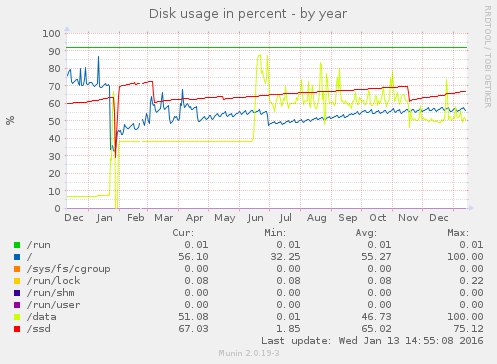 Disk usage in percent - by year
RRDTOOL / TOBI OETIKER
%
100
90
80
70
60
50
40
30
20
10
0
Dec Jan Feb Mar Apr May Jun Jul Aug Sep Oct Nov Dec
Cur: Min: Avg: Max:
/run 0.01 0.01 0.01 0.01
/ 56.10 32.25 55.27 100.00
/sys/fs/cgroup 0.00 0.00 0.00 0.00
/run/lock 0.08 0.08 0.08 0.22
/run/shm 0.00 0.00 0.00 0.00
/run/user 0.00 0.00 0.00 0.00
/data 51.08 0.01 46.73 100.00
/ssd 67.03 1.85 65.02 75.12
Last update: Wed Jan 13 14:55:08 2016
Munin 2.0.19-3